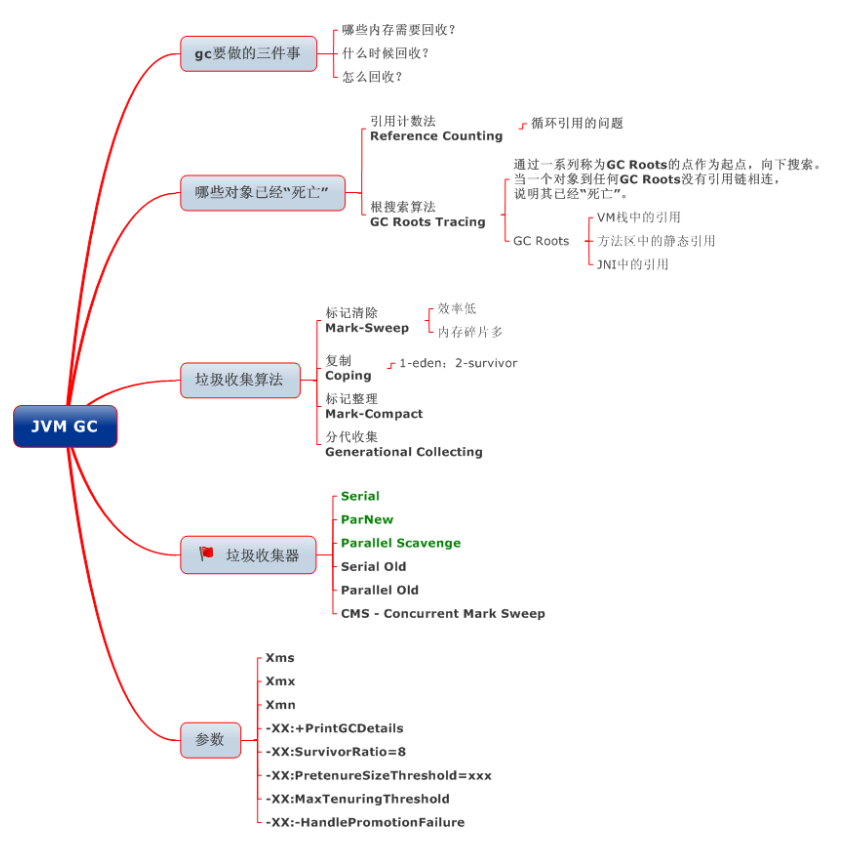 JVM GC
gc要做的三件事
哪些内存需要回收？
什么时候回收？
怎么回收？
哪些对象已经“死亡”
引用计数法
Reference Counting
循环引用的问题
根搜索算法
GC Roots Tracing
通过一系列称为GC Roots的点作为起点，向下搜索。
当一个对象到任何GC Roots没有引用链相连，
说明其已经“死亡”。
GC Roots
VM栈中的引用
方法区中的静态引用
JNI中的引用
垃圾收集算法
标记清除
Mark-Sweep
效率低
内存碎片多
复制
Coping
1-eden；2-survivor
标记整理
Mark-Compact
分代收集
Generational Collecting
垃圾收集器
Serial
ParNew
Parallel Scavenge
Serial Old
Parallel Old
CMS - Concurrent Mark Sweep
参数
Xms
Xmx
Xmn
-XX:+PrintGCDetails
-XX:SurvivorRatio=8
-XX:PretenureSizeThreshold=xxx
-XX:MaxTenuringThreshold
-XX:-HandlePromotionFailure